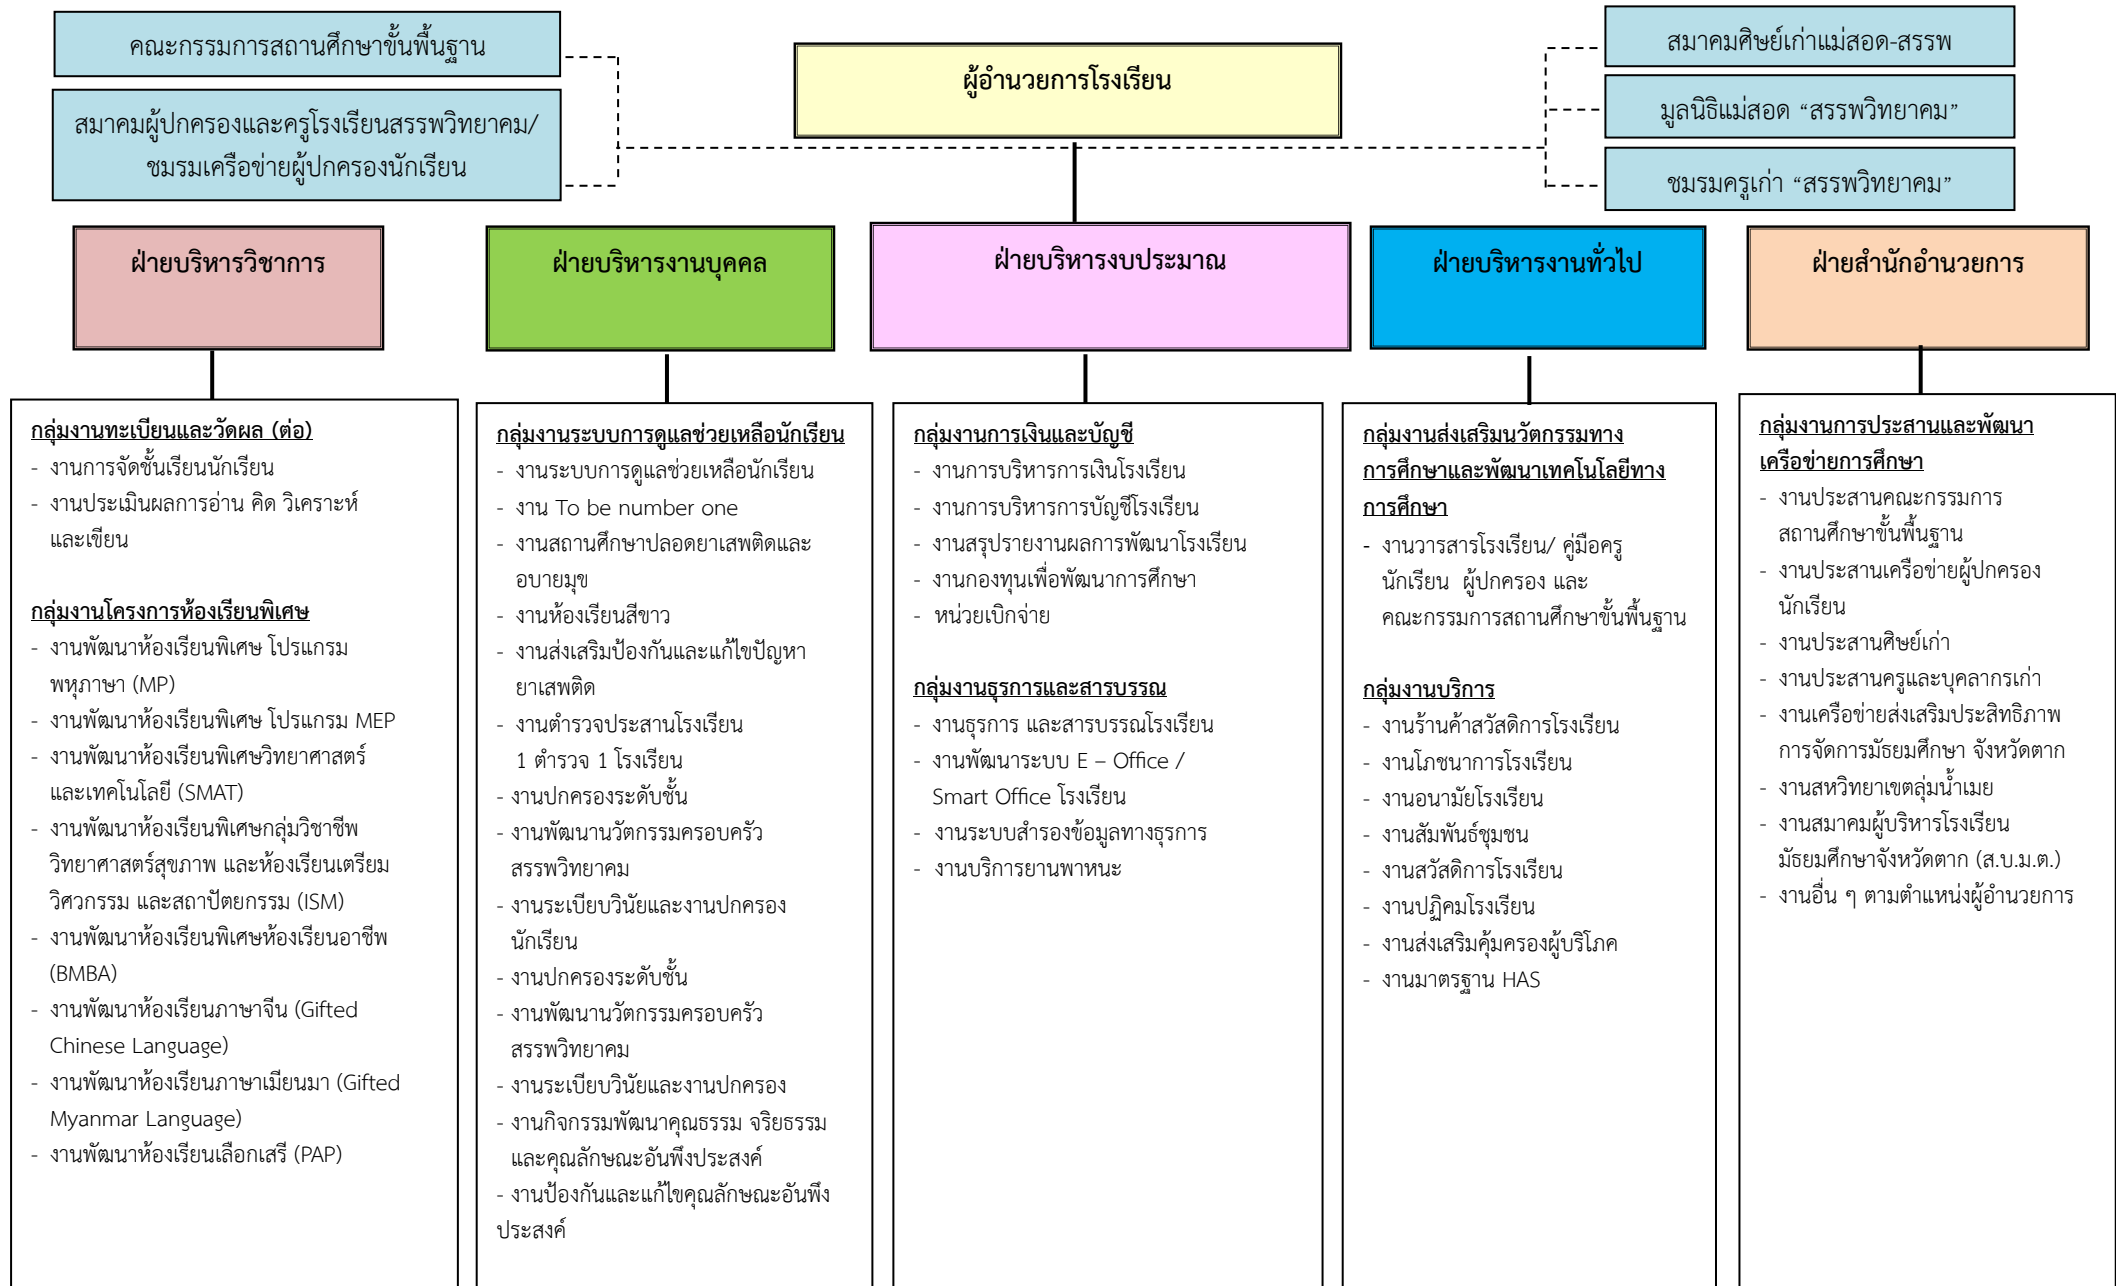 คณะกรรมการสถานศึกษาขั้นพื้นฐาน
สมาคมผู้ปกครองและครูโรงเรียนสรรพวิทยาคม/
ชมรมเครือข่ายผู้ปกครองนักเรียน
ผู้อำนวยการโรงเรียน
สมาคมศิษย์เก่าแม่สอด-สรรพ
มูลนิธิแม่สอด “สรรพวิทยาคม”
ชมรมครูเก่า “สรรพวิทยาคม”
ฝ่ายบริหารวิชาการ
ฝ่ายบริหารงานบุคคล
ฝ่ายบริหารงบประมาณ
ฝ่ายบริหารงานทั่วไป
ฝ่ายสำนักอำนวยการ
กลุ่มงานทะเบียนและวัดผล (ต่อ)
- งานการจัดชั้นเรียนนักเรียน
- งานประเมินผลการอ่าน คิด วิเคราะห์
และเขียน
กลุ่มงานโครงการห้องเรียนพิเศษ
- งานพัฒนาห้องเรียนพิเศษ โปรแกรม
พหุภาษา (MP)
- งานพัฒนาห้องเรียนพิเศษ โปรแกรม MEP
- งานพัฒนาห้องเรียนพิเศษวิทยาศาสตร์
และเทคโนโลยี (SMAT)
- งานพัฒนาห้องเรียนพิเศษกลุ่มวิชาชีพ
วิทยาศาสตร์สุขภาพ และห้องเรียนเตรียม
วิศวกรรม และสถาปัตยกรรม (ISM)
- งานพัฒนาห้องเรียนพิเศษห้องเรียนอาชีพ
(BMBA)
- งานพัฒนาห้องเรียนภาษาจีน (Gifted
Chinese Language)
- งานพัฒนาห้องเรียนภาษาเมียนมา (Gifted
Myanmar Language)
- งานพัฒนาห้องเรียนเลือกเสรี (PAP)
กลุ่มงานระบบการดูแลช่วยเหลือนักเรียน
- งานระบบการดูแลช่วยเหลือนักเรียน
- งาน To be number one
- งานสถานศึกษาปลอดยาเสพติดและ
อบายมุข
- งานห้องเรียนสีขาว
- งานส่งเสริมป้องกันและแก้ไขปัญหา
ยาเสพติด
- งานตำรวจประสานโรงเรียน
1 ตำรวจ 1 โรงเรียน
- งานปกครองระดับชั้น
- งานพัฒนานวัตกรรมครอบครัว
สรรพวิทยาคม
- งานระเบียบวินัยและงานปกครอง
นักเรียน
- งานปกครองระดับชั้น
- งานพัฒนานวัตกรรมครอบครัว
สรรพวิทยาคม
- งานระเบียบวินัยและงานปกครอง
- งานกิจกรรมพัฒนาคุณธรรม จริยธรรม
และคุณลักษณะอันพึงประสงค์
- งานป้องกันและแก้ไขคุณลักษณะอันพึง
ประสงค์
กลุ่มงานการเงินและบัญชี
- งานการบริหารการเงินโรงเรียน
- งานการบริหารการบัญชีโรงเรียน
- งานสรุปรายงานผลการพัฒนาโรงเรียน
- งานกองทุนเพื่อพัฒนาการศึกษา
- หน่วยเบิกจ่าย
กลุ่มงานธุรการและสารบรรณ
- งานธุรการ และสารบรรณโรงเรียน
- งานพัฒนาระบบ E – Office /
Smart Office โรงเรียน
- งานระบบสำรองข้อมูลทางธุรการ
- งานบริการยานพาหนะ
กลุ่มงานส่งเสริมนวัตกรรมทาง
การศึกษาและพัฒนาเทคโนโลยีทาง
การศึกษา
- งานวารสารโรงเรียน/ คู่มือครู
นักเรียน ผู้ปกครอง และ
คณะกรรมการสถานศึกษาขั้นพื้นฐาน
กลุ่มงานบริการ
- งานร้านค้าสวัสดิการโรงเรียน
- งานโภชนาการโรงเรียน
- งานอนามัยโรงเรียน
- งานสัมพันธ์ชุมชน
- งานสวัสดิการโรงเรียน
- งานปฏิคมโรงเรียน
- งานส่งเสริมคุ้มครองผู้บริโภค
- งานมาตรฐาน HAS
กลุ่มงานการประสานและพัฒนา
เครือข่ายการศึกษา
- งานประสานคณะกรรมการ
สถานศึกษาขั้นพื้นฐาน
- งานประสานเครือข่ายผู้ปกครอง
นักเรียน
- งานประสานศิษย์เก่า
- งานประสานครูและบุคลากรเก่า
- งานเครือข่ายส่งเสริมประสิทธิภาพ
การจัดการมัธยมศึกษา จังหวัดตาก
- งานสหวิทยาเขตลุ่มน้ำเมย
- งานสมาคมผู้บริหารโรงเรียน
มัธยมศึกษาจังหวัดตาก (ส.บ.ม.ต.)
- งานอื่น ๆ ตามตำแหน่งผู้อำนวยการ